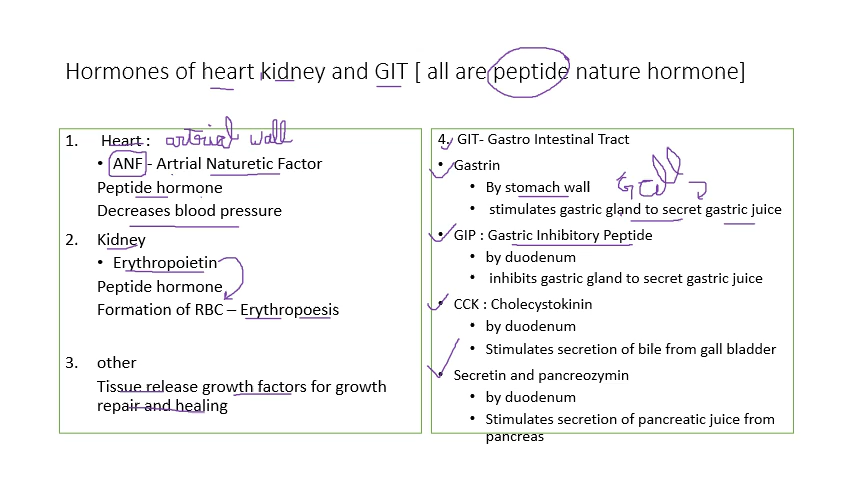 Hormones of heart kidney and GIT [ all are peptide nature hormone]
1. Heart : artrial wall
• ANF - Artrial Naturetic Factor
Peptide hormone
Decreases blood pressure
2. Kidney
• Erythropoietin
Peptide hormone
Formation of RBC – Erythropoesis
3. other
Tissue release growth factors for growth
repair and healing
4. GIT- Gastro Intestinal Tract
• Gastrin
• By stomach wall G cell
• stimulates gastric gland to secret gastric juice
• GIP : Gastric Inhibitory Peptide
• by duodenum
• inhibits gastric gland to secret gastric juice
• CCK : Cholecystokinin
• by duodenum
• Stimulates secretion of bile from gall bladder
• Secretin and pancreozymin
• by duodenum
• Stimulates secretion of pancreatic juice from
pancreas